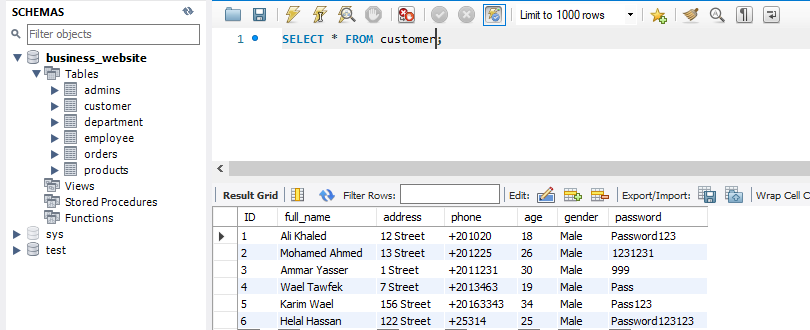 SCHEMAS
Filter objects
business_website
Tables
admins
customer
department
employee
orders
products
Views
Stored Procedures
Functions
sys
test
Limit to 1000 rows
1 SELECT * FROM customer;
Result Grid Filter Rows: Edit: Export/Import: Wrap Cell C
ID full_name address phone age gender password
1 Ali Khaled 12 Street +201020 18 Male Password123
2 Mohamed Ahmed 13 Street +201225 26 Male 1231231
3 Ammar Yasser 1 Street +2011231 30 Male 999
4 Wael Tawfek 7 Street +2013463 19 Male Pass
5 Karim Wael 156 Street +20163343 34 Male Pass123
6 Helal Hassan 122 Street +25314 25 Male Password123123